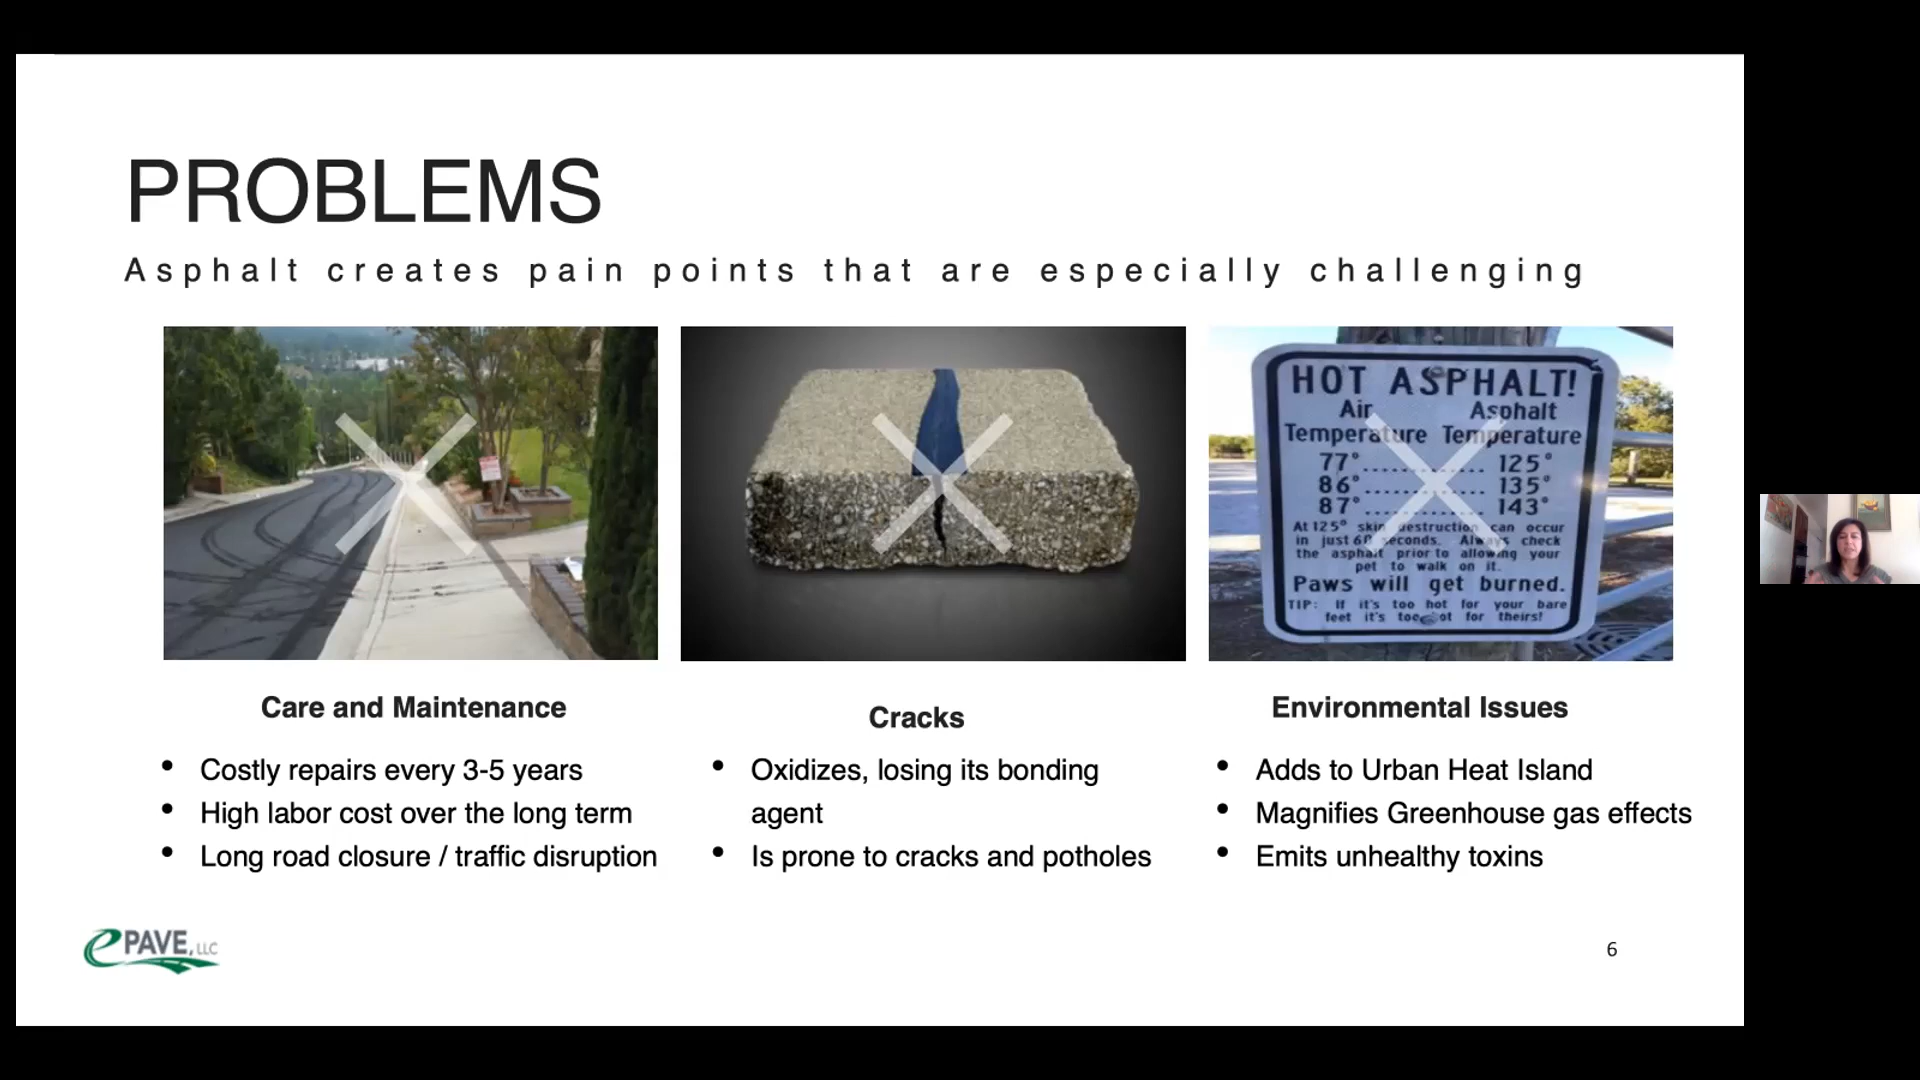 PROBLEMS
Asphalt creates pain points that are especially challenging
HOT ASPHALT!
Air Asphalt
Temperature Temperature
77°.............. 125°
86°.............. 135°
87°.............. 143°
At 125° skin destruction can occur
in just 60 seconds. Always check
the asphalt prior to allowing your
pet to walk on it.
Paws will get burned.
TIP: If it's too hot for your bare
feet it's too hot for theirs!
Care and Maintenance
• Costly repairs every 3-5 years
• High labor cost over the long term
• Long road closure / traffic disruption
Cracks
• Oxidizes, losing its bonding
agent
• Is prone to cracks and potholes
Environmental Issues
• Adds to Urban Heat Island
• Magnifies Greenhouse gas effects
• Emits unhealthy toxins
ePAVE, LLC
6